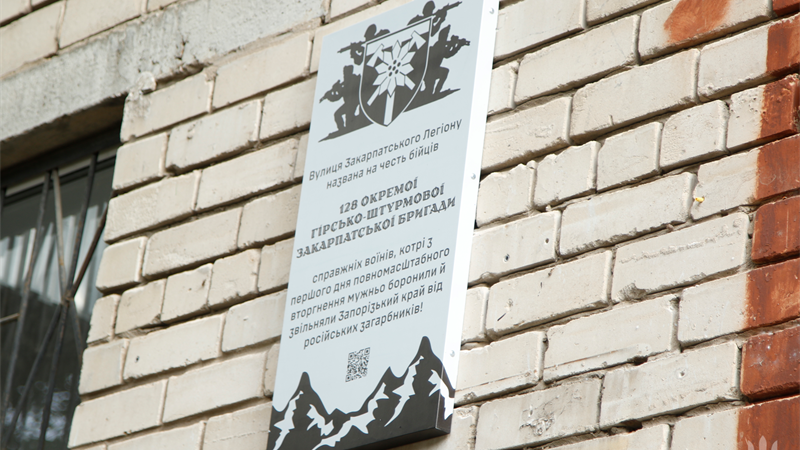 Вулиця Закарпатського Легіону
названа на честь бійців
128 ОКРЕМОЇ
ГІРСЬКО-ШТУРМОВОЇ
ЗАКАРПАТСЬКОЇ БРИГАДИ
справжніх воїнів, котрі з
першого дня повномасштабного
вторгнення мужньо боронили й
звільняли Запорізький край від
російських загарбників!